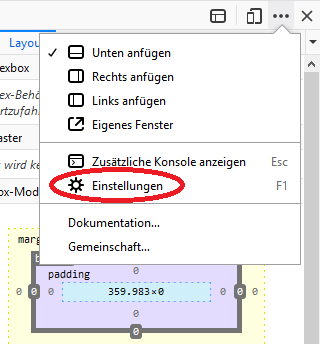 Layou
Unten anfügen
exbox
Rechts anfügen
ex-Behä
Links anfügen
ortzufah
Eigenes Fenster
aster
Zusätzliche Konsole anzeigen Esc
s wird ke
Einstellungen F1
ox-Mod
Dokumentation...
Gemeinschaft...
marg
b
padding 0
0 0 0 359.983×0 0 0 0
0
0